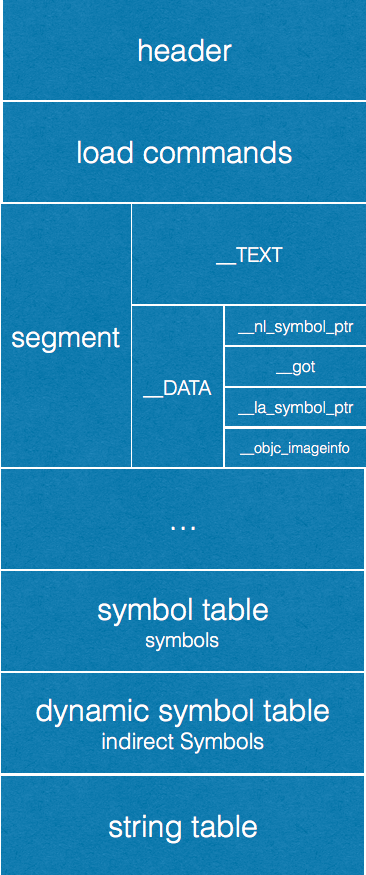 header
load commands
segment
__TEXT
__DATA
__nl_symbol_ptr
__got
__la_symbol_ptr
__objc_imageinfo
...
symbol table
symbols
dynamic symbol table
indirect Symbols
string table